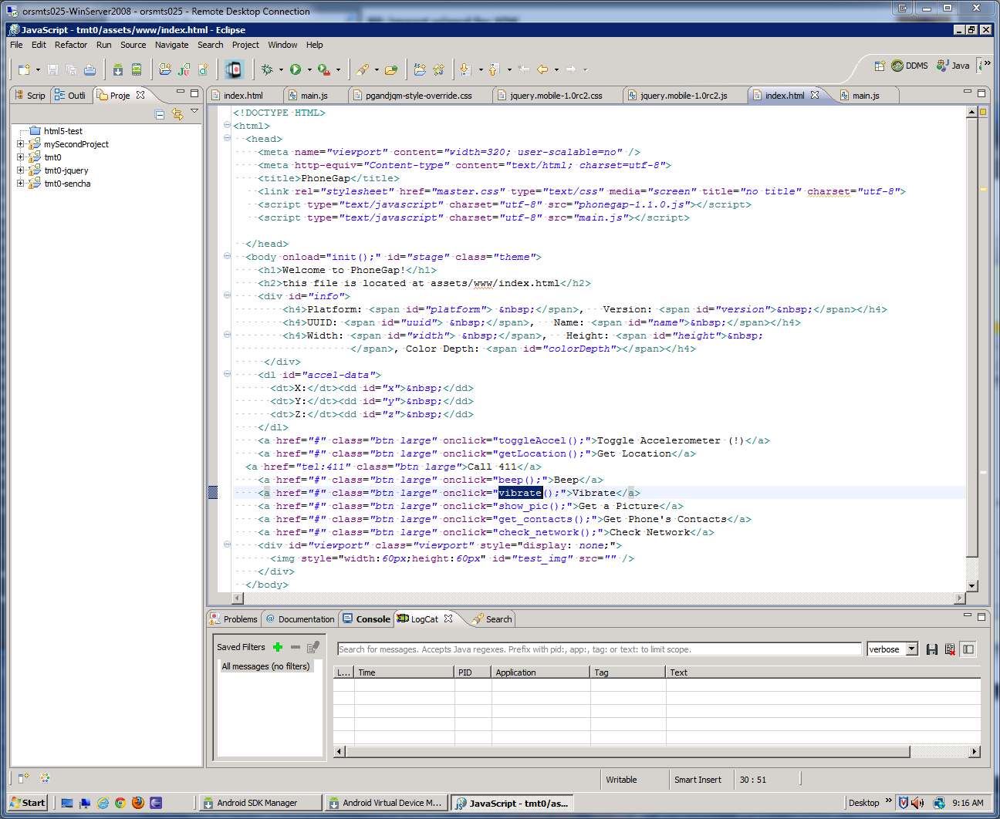 orsmts025-WinServer2008 - orsmts025 - Remote Desktop Connection
JavaScript - tmt0/assets/www/index.html - Eclipse
File Edit Refactor Run Source Navigate Search Project Window Help
DDMS Java
Scrip Outli Proje
index.html main.js pgandjqm-style-override.css jquery.mobile-1.0rc2.css jquery.mobile-1.0rc2.js index.html main.js
html5-test
mySecondProject
tmt0
tmt0-jquery
tmt0-sencha
<!DOCTYPE HTML>
<html>
<head>
<meta name="viewport" content="width=320; user-scalable=no" />
<meta http-equiv="Content-type" content="text/html; charset=utf-8">
<title>PhoneGap</title>
<link rel="stylesheet" href="master.css" type="text/css" media="screen" title="no title" charset="utf-8">
<script type="text/javascript" charset="utf-8" src="phonegap-1.1.0.js"></script>
<script type="text/javascript" charset="utf-8" src="main.js"></script>
</head>
<body onload="init();" id="stage" class="theme">
<h1>Welcome to PhoneGap!</h1>
<h2>this file is located at assets/www/index.html</h2>
<div id="info">
<h4>Platform: <span id="platform"> &nbsp;</span>, Version: <span id="version">&nbsp;</span></h4>
<h4>UUID: <span id="uuid"> &nbsp;</span>, Name: <span id="name">&nbsp;</span></h4>
<h4>Width: <span id="width"> &nbsp;</span>, Height: <span id="height">&nbsp;
</span>, Color Depth: <span id="colorDepth"></span></h4>
</div>
<dl id="accel-data">
<dt>X:</dt><dd id="x">&nbsp;</dd>
<dt>Y:</dt><dd id="y">&nbsp;</dd>
<dt>Z:</dt><dd id="z">&nbsp;</dd>
</dl>
<a href="#" class="btn large" onclick="toggleAccel();">Toggle Accelerometer (!)</a>
<a href="#" class="btn large" onclick="getLocation();">Get Location</a>
<a href="tel:411" class="btn large">Call 411</a>
<a href="#" class="btn large" onclick="beep();">Beep</a>
<a href="#" class="btn large" onclick="vibrate();">Vibrate</a>
<a href="#" class="btn large" onclick="show_pic();">Get a Picture</a>
<a href="#" class="btn large" onclick="get_contacts();">Get Phone's Contacts</a>
<a href="#" class="btn large" onclick="check_network();">Check Network</a>
<div id="viewport" class="viewport" style="display: none;">
<img style="width:60px;height:60px" id="test_img" src="" />
</div>
</body>
Problems Documentation Console LogCat Search
Saved Filters
All messages (no filters)
Search for messages. Accepts Java regexes. Prefix with pid:, app:, tag: or text: to limit scope.
verbose
L... Time PID Application Tag Text
Writable Smart Insert 30 : 51
Start Android SDK Manager Android Virtual Device M... JavaScript - tmt0/as... Desktop 9:16 AM